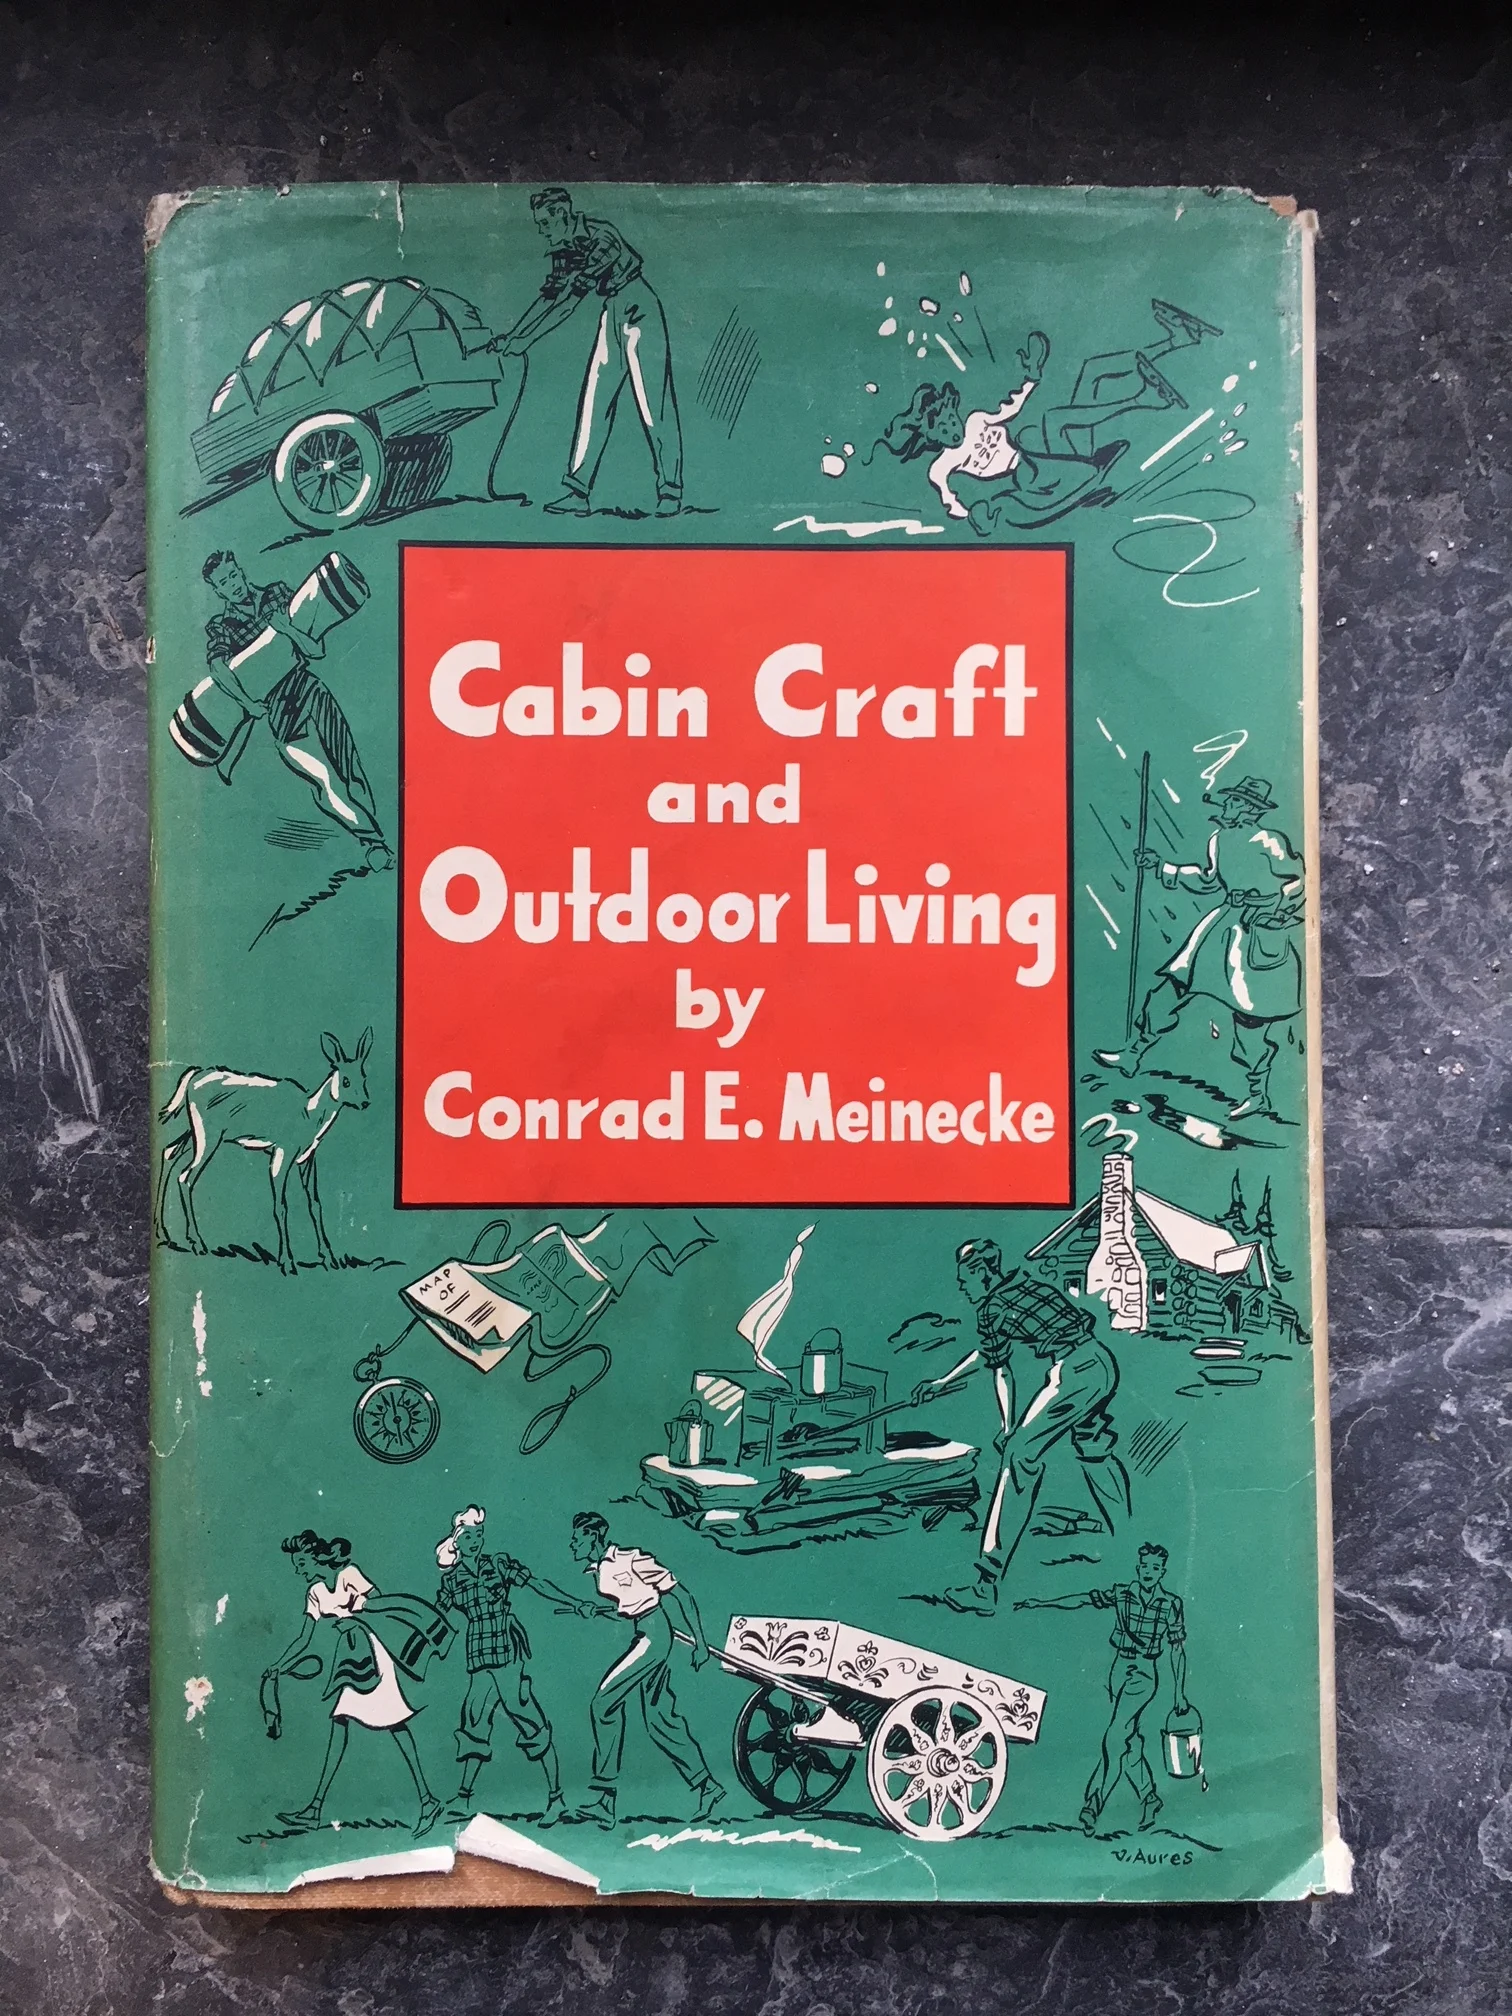 Cabin Craft
and
Outdoor Living
by
Conrad E. Meinecke
MAP
OF
V. Aures